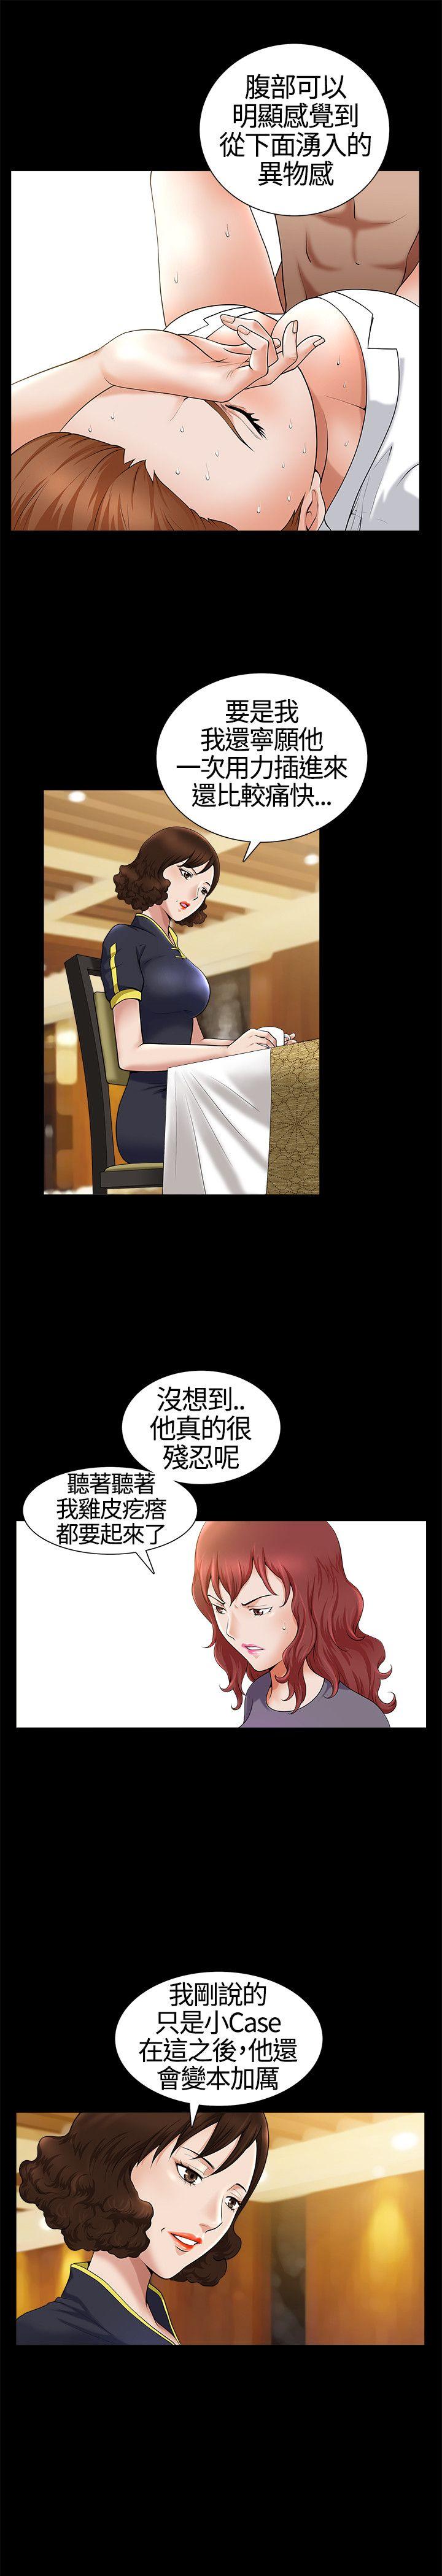 腹部可以
明顯感覺到
從下面湧入的
異物感
要是我
我還寧願他
一次用力插進來
還比較痛快...
沒想到..
他真的很
殘忍呢
聽著聽著
我雞皮疙瘩
都要起來了
我剛說的
只是小Case
在這之後,他還
會變本加厲